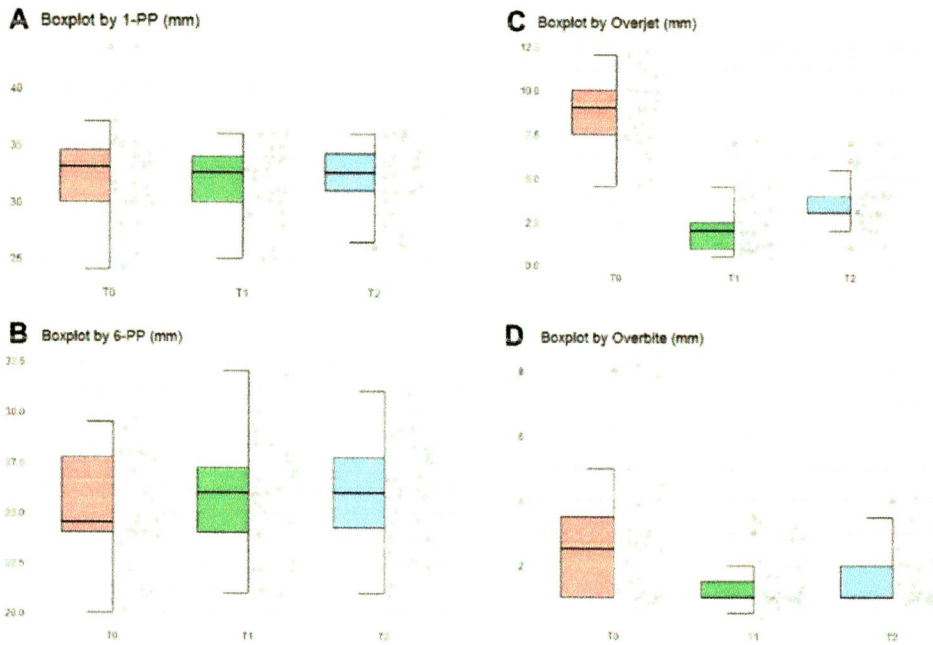 A Boxplot by 1-PP (mm)
40
35
30
25
T0 T1 T2
B Boxplot by 6-PP (mm)
32.5
30.0
27.5
25.0
22.5
20.0
T0 T1 T2
C Boxplot by Overjet (mm)
12.5
10.0
7.5
5.0
2.5
0.0
T0 T1 T2
D Boxplot by Overbite (mm)
8
6
4
2
T0 T1 T2